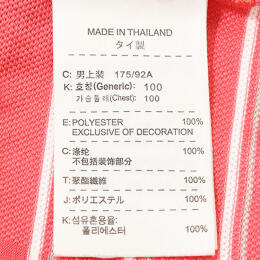 MADE IN THAILAND
タイ製
C: 男上装 175/92A
K: 호칭(Generic): 100
가슴둘레(Chest): 100
E: POLYESTER 100%
EXCLUSIVE OF DECORATION
C: 涤纶 100%
不包括装饰部分
T: 聚酯纖維 100%
J: ポリエステル 100%
K: 섬유혼용율:
폴리에스터 100%